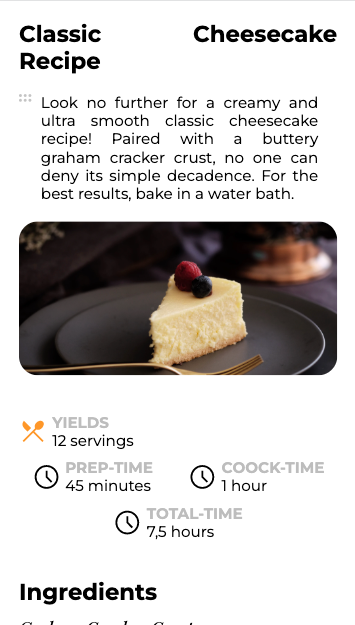 Classic Cheesecake
Recipe
Look no further for a creamy and
ultra smooth classic cheesecake
recipe! Paired with a buttery
graham cracker crust, no one can
deny its simple decadence. For the
best results, bake in a water bath.
YIELDS
12 servings
PREP-TIME
45 minutes
COOCK-TIME
1 hour
TOTAL-TIME
7,5 hours
Ingredients